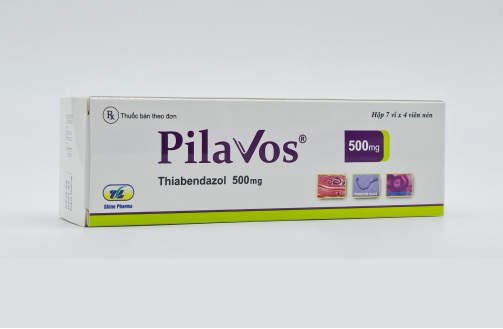 Rx Thuốc bán theo đơn
Hộp 7 vỉ x 4 viên nén
PilaVos®
500mg
Thiabendazol 500mg
Shine Pharma